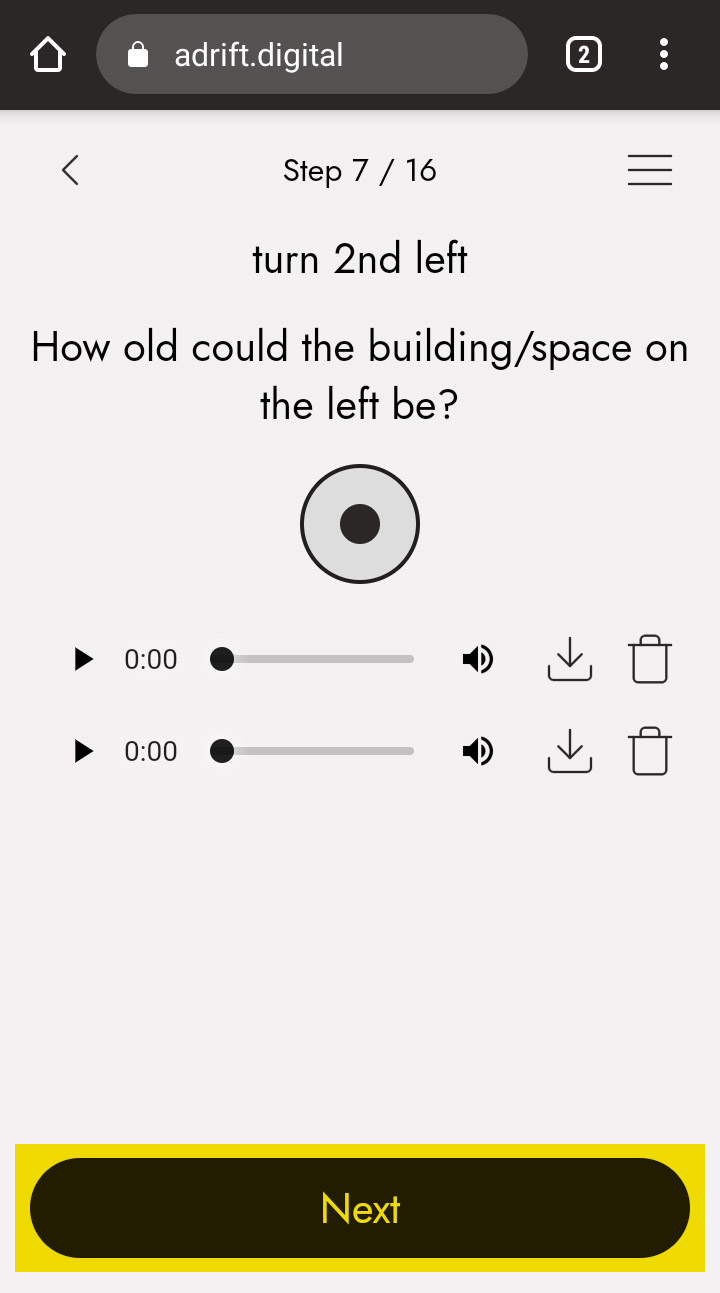 adrift.digital
2
Step 7 / 16
turn 2nd left
How old could the building/space on
the left be?
0:00
0:00
Next